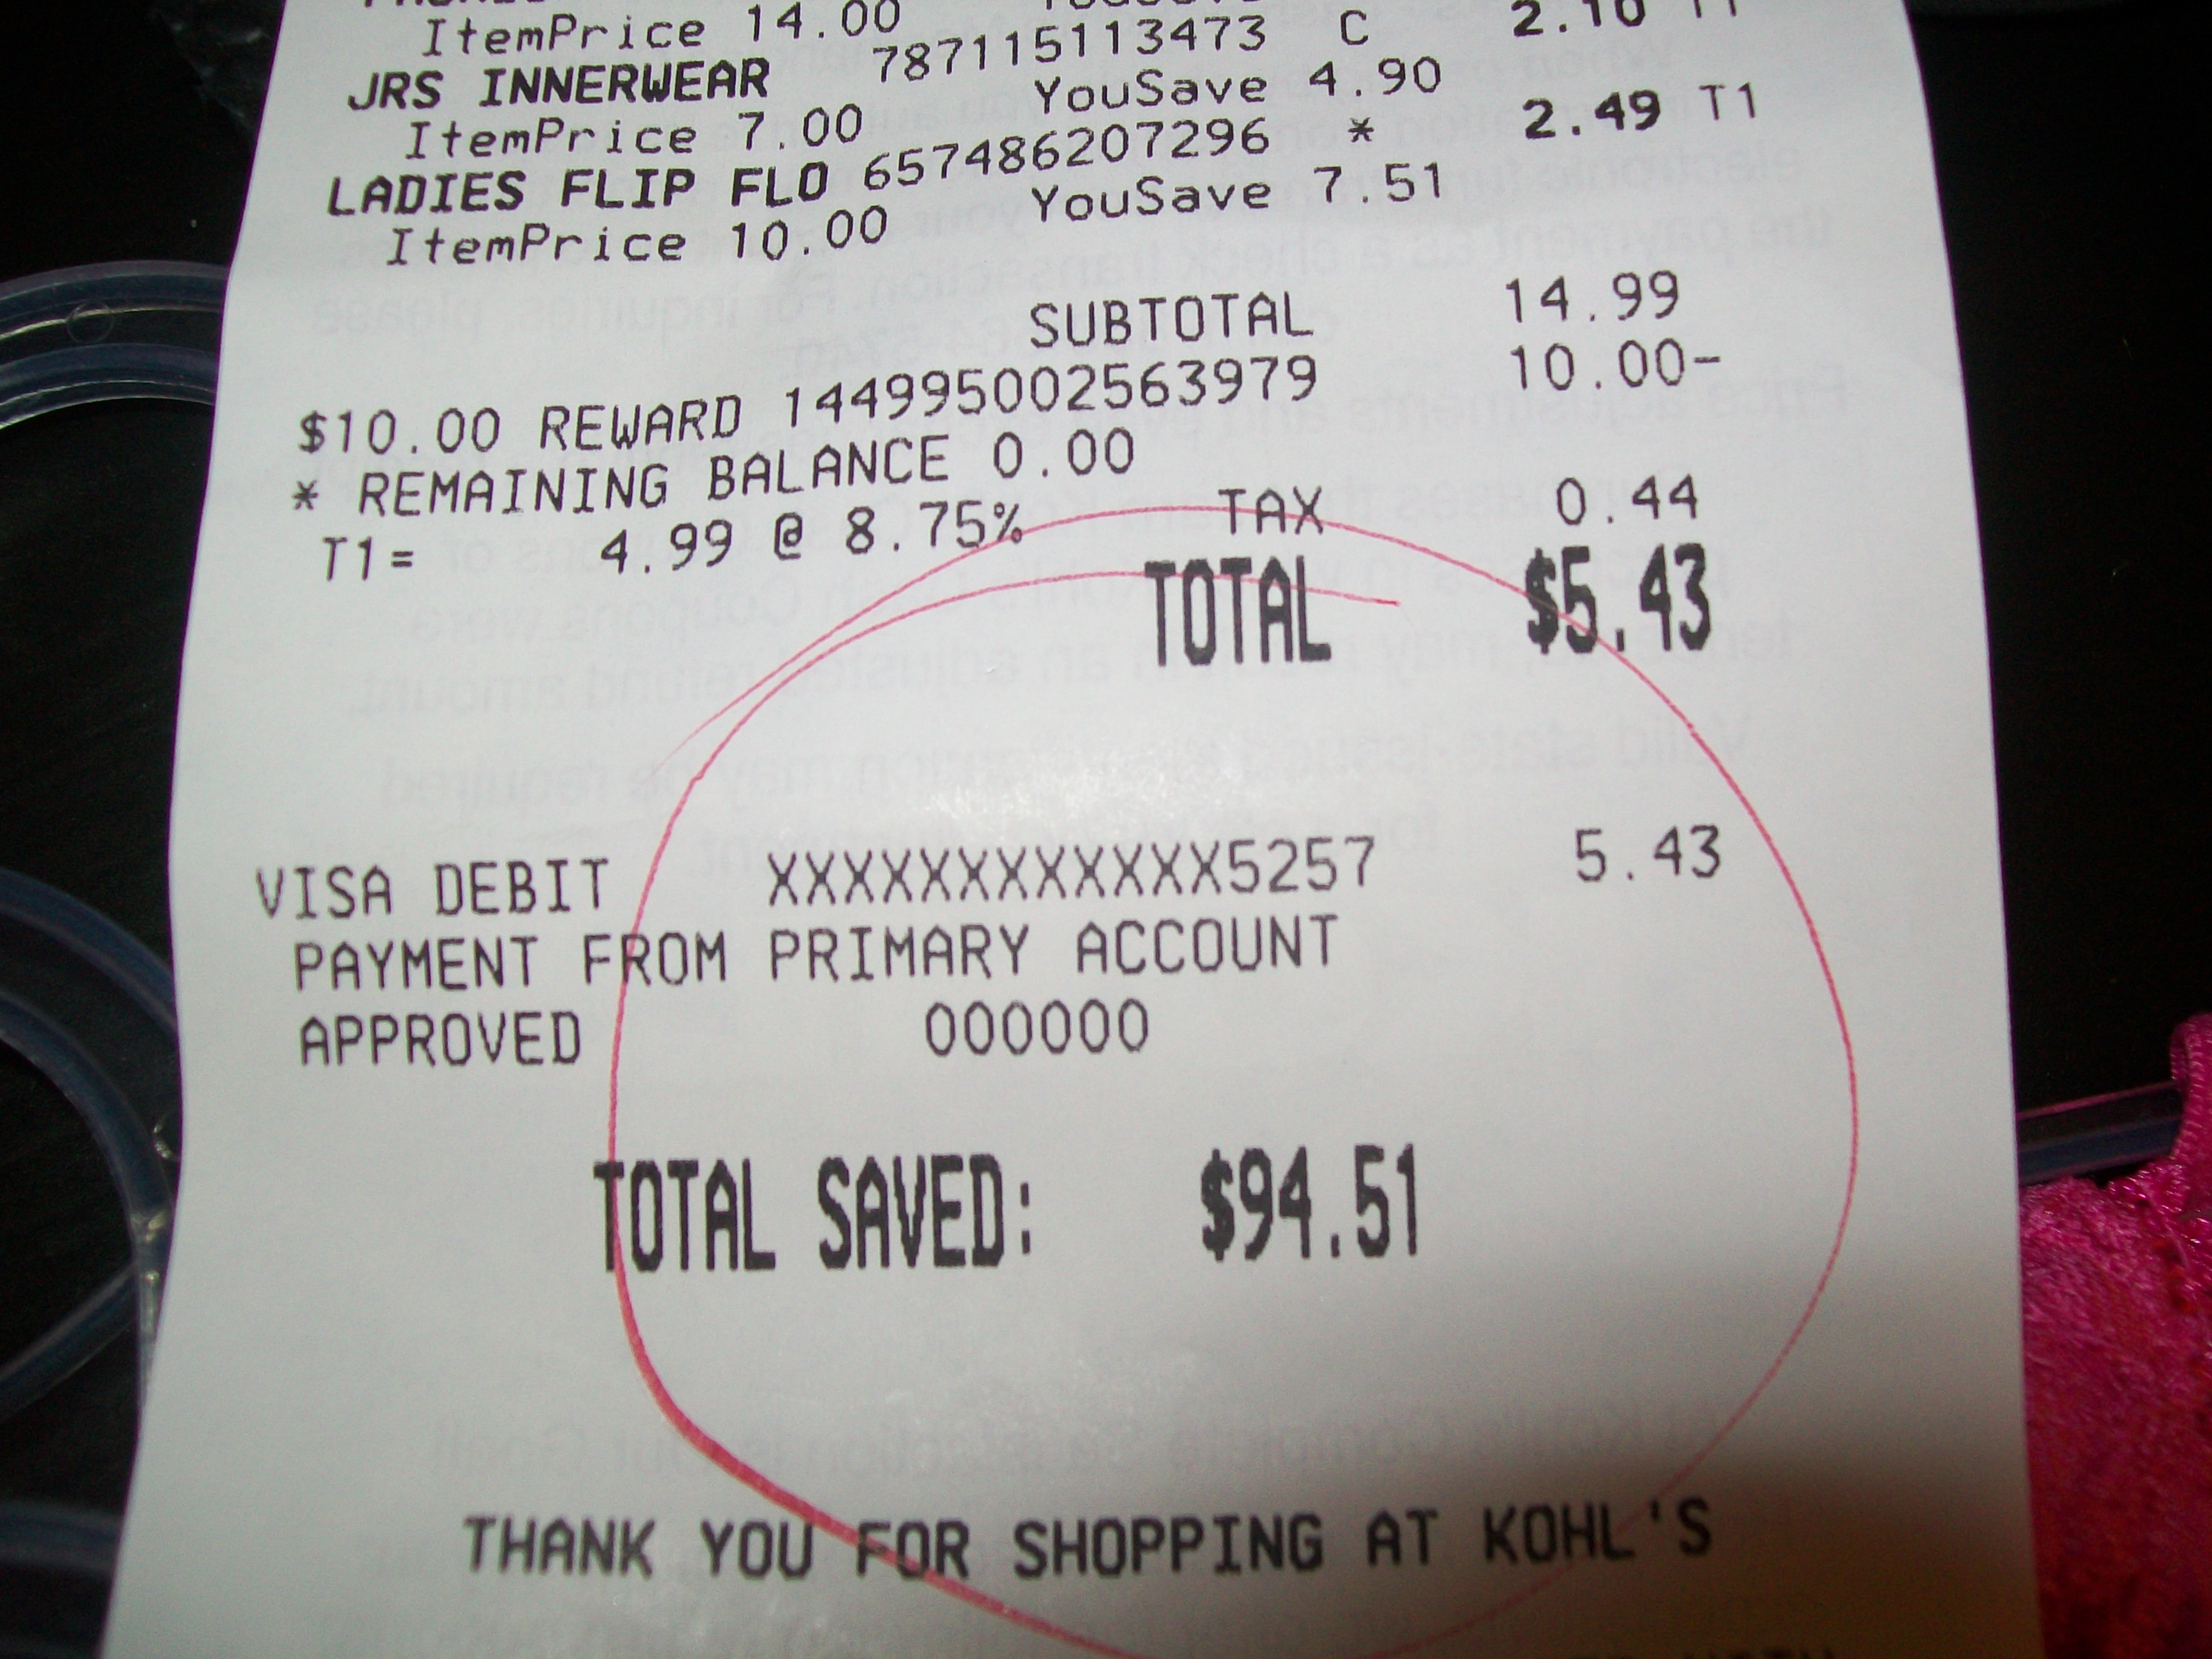 ItemPrice 14.00
JRS INNERWEAR 787115113473 C 2.10 T1
ItemPrice 7.00 YouSave 4.90
LADIES FLIP FLO 657486207296 * 2.49 T1
ItemPrice 10.00 YouSave 7.51
SUBTOTAL 14.99
$10.00 REWARD 144995002563979 10.00-
* REMAINING BALANCE 0.00
TAX 0.44
T1= 4.99 @ 8.75%
TOTAL $5.43
VISA DEBIT XXXXXXXXXXXX5257 5.43
PAYMENT FROM PRIMARY ACCOUNT
APPROVED 000000
TOTAL SAVED: $94.51
THANK YOU FOR SHOPPING AT KOHL'S